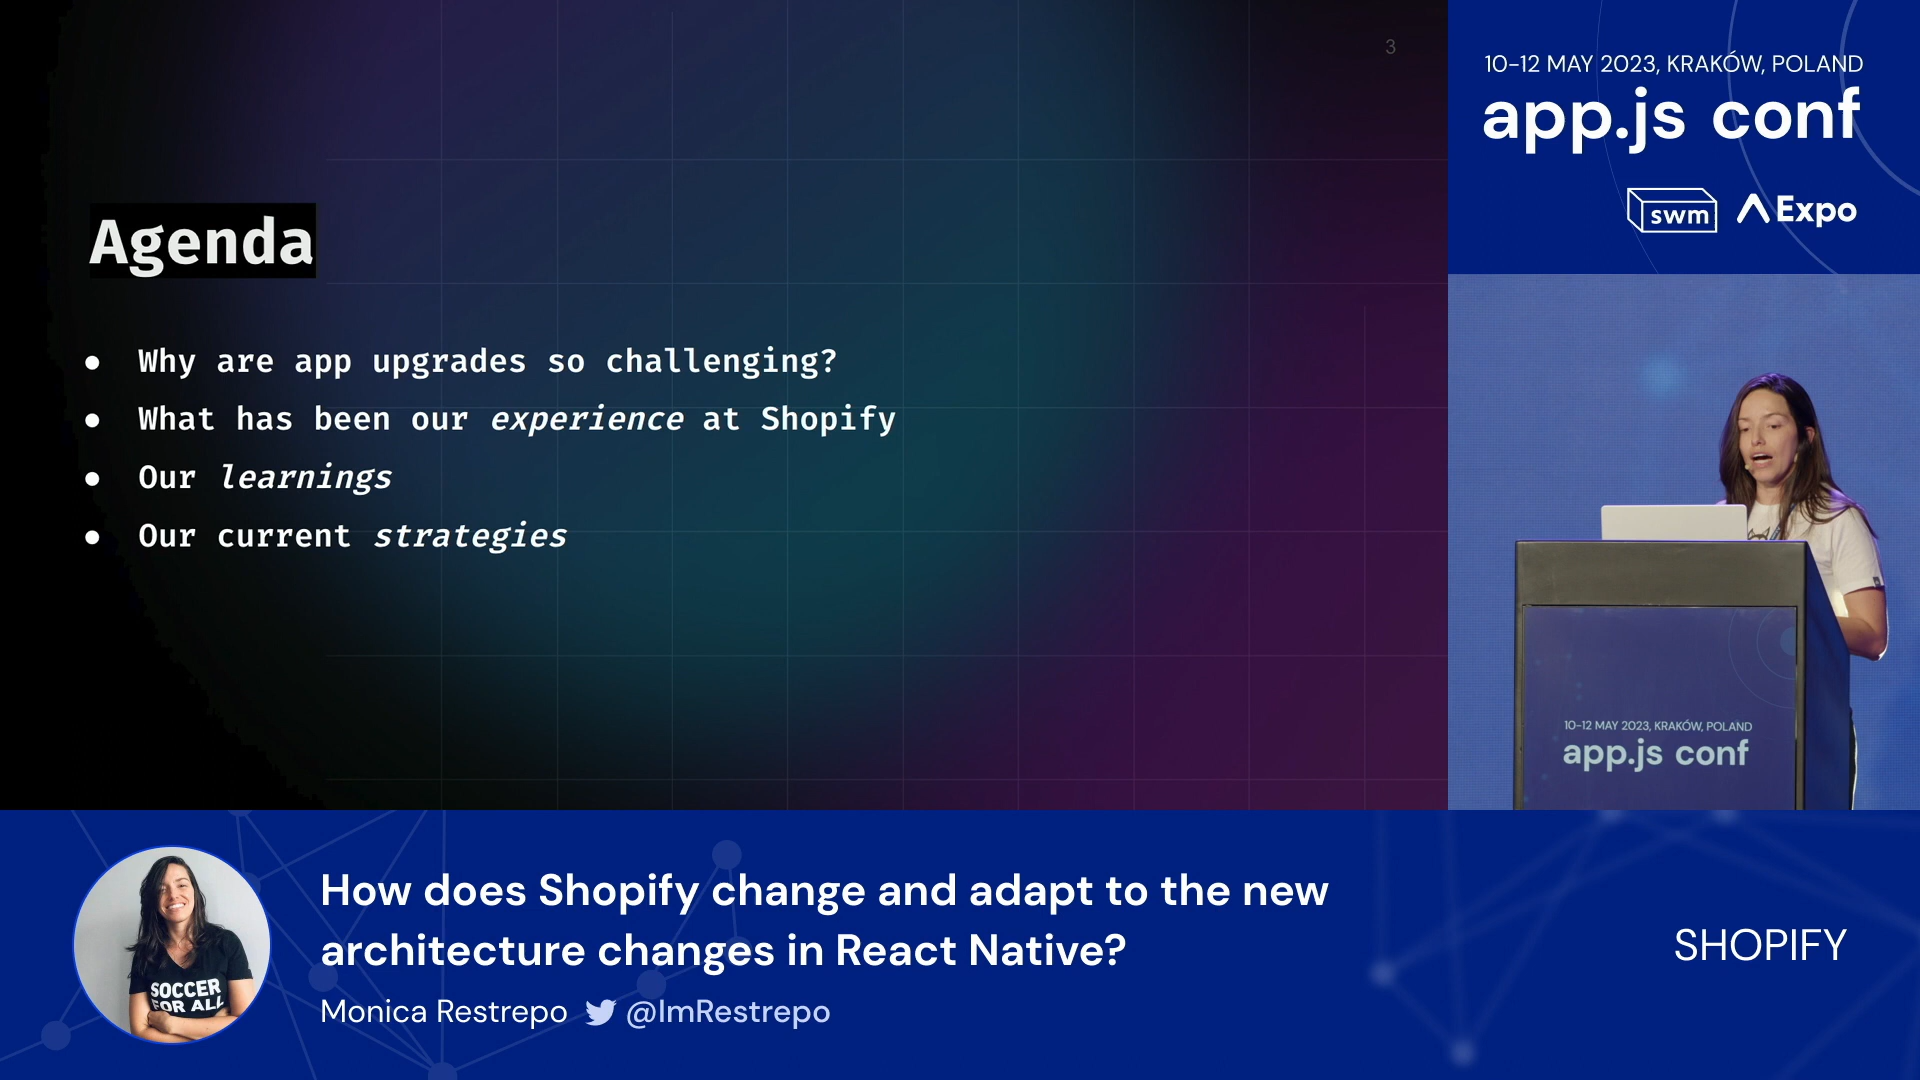 3
Agenda
● Why are app upgrades so challenging?
● What has been our experience at Shopify
● Our learnings
● Our current strategies
10-12 MAY 2023, KRAKÓW, POLAND
app.js conf
swm Expo
10-12 MAY 2023, KRAKÓW, POLAND
app.js conf
SOCCER
FOR ALL
How does Shopify change and adapt to the new
architecture changes in React Native?
Monica Restrepo @lmRestrepo
SHOPIFY